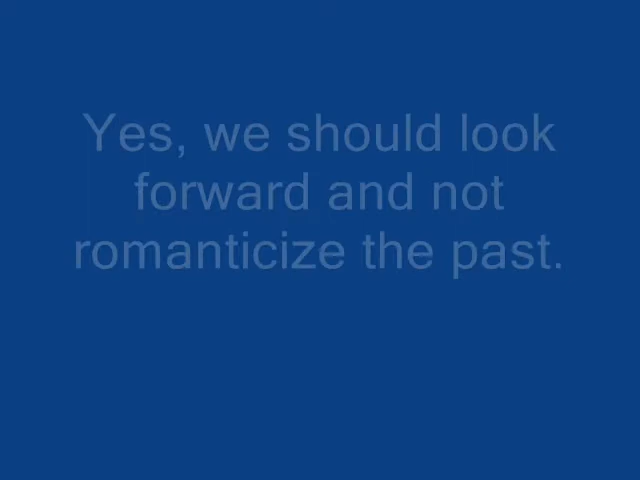 Yes, we should look
forward and not
romanticize the past.